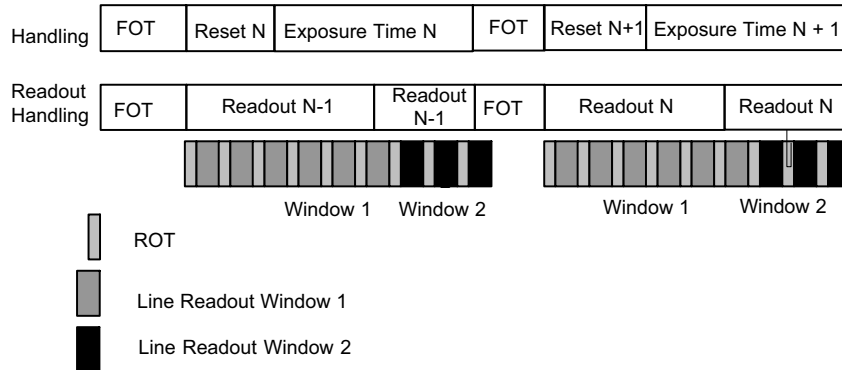 Handling FOT Reset N Exposure Time N FOT Reset N+1 Exposure Time N + 1
Readout
Handling
FOT Readout N-1 Readout
N-1
FOT Readout N Readout N
Window 1 Window 2 Window 1 Window 2
ROT
Line Readout Window 1
Line Readout Window 2